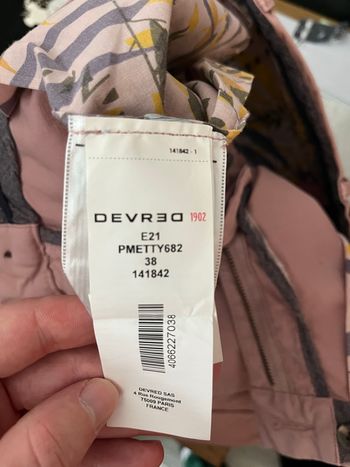 141842 - 1
DEVRED 1902
E21
PMETTY682
38
141842
4066227038
DEVRED SAS
4 Rue Rougemont
75009 PARIS
FRANCE